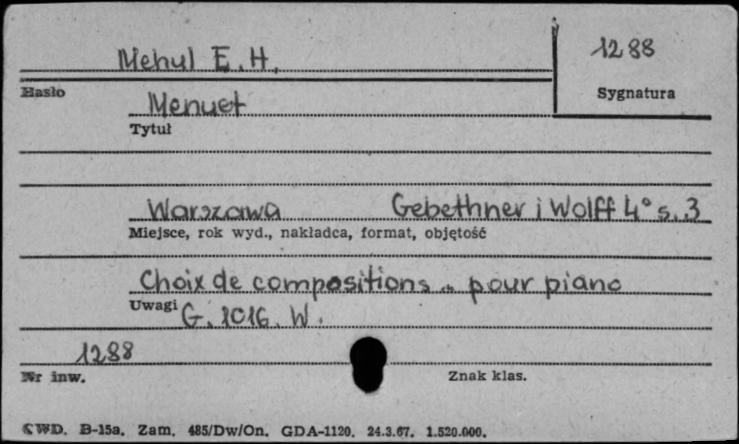 Mehul E. H. 1288
Hasło Sygnatura
Menuet
Tytuł
Warszawa Gebethner i Wolff 4° s. 3
Miejsce, rok wyd., nakładca, format, objętość
Choix de compositions .. pour piano
Uwagi G. 1016. W.
1288
Nr inw. Znak klas.
CWD. B-15a. Zam. 485/Dw/On. GDA-1120. 24.3.67. 1.520.000.